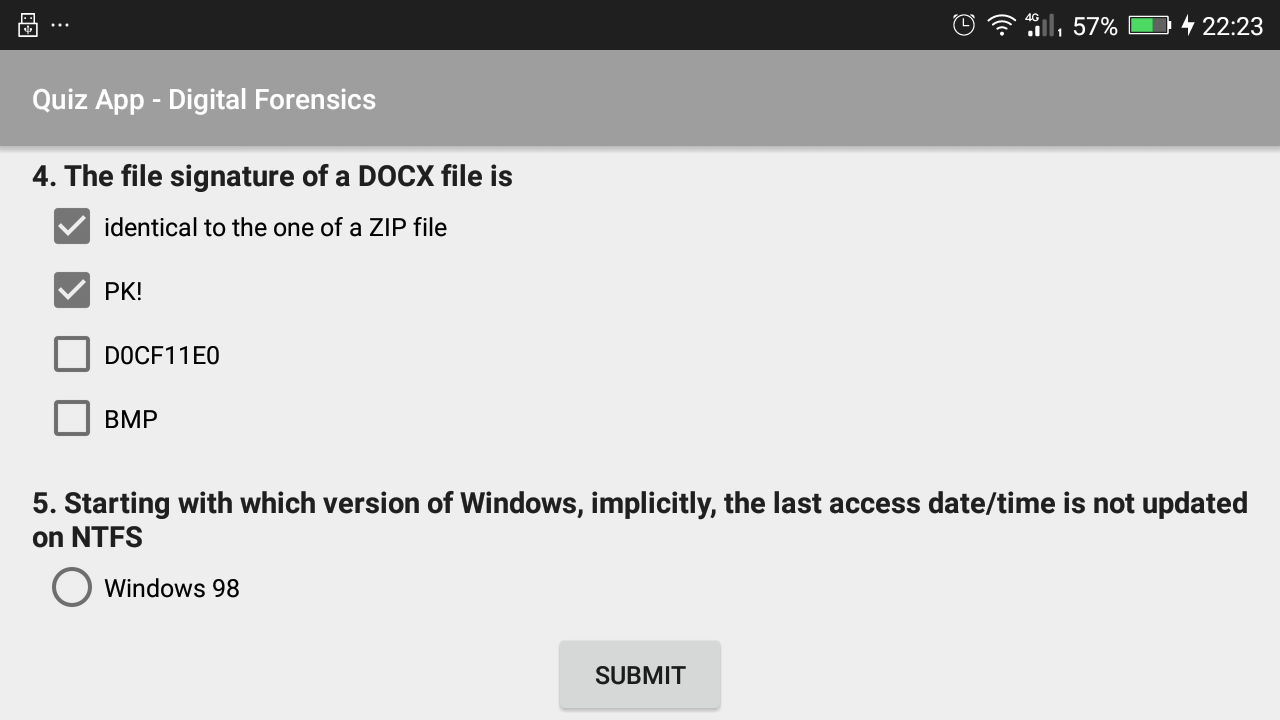 4G 1 57% 22:23
Quiz App - Digital Forensics
4. The file signature of a DOCX file is
identical to the one of a ZIP file
PK!
D0CF11E0
BMP
5. Starting with which version of Windows, implicitly, the last access date/time is not updated
on NTFS
Windows 98
SUBMIT